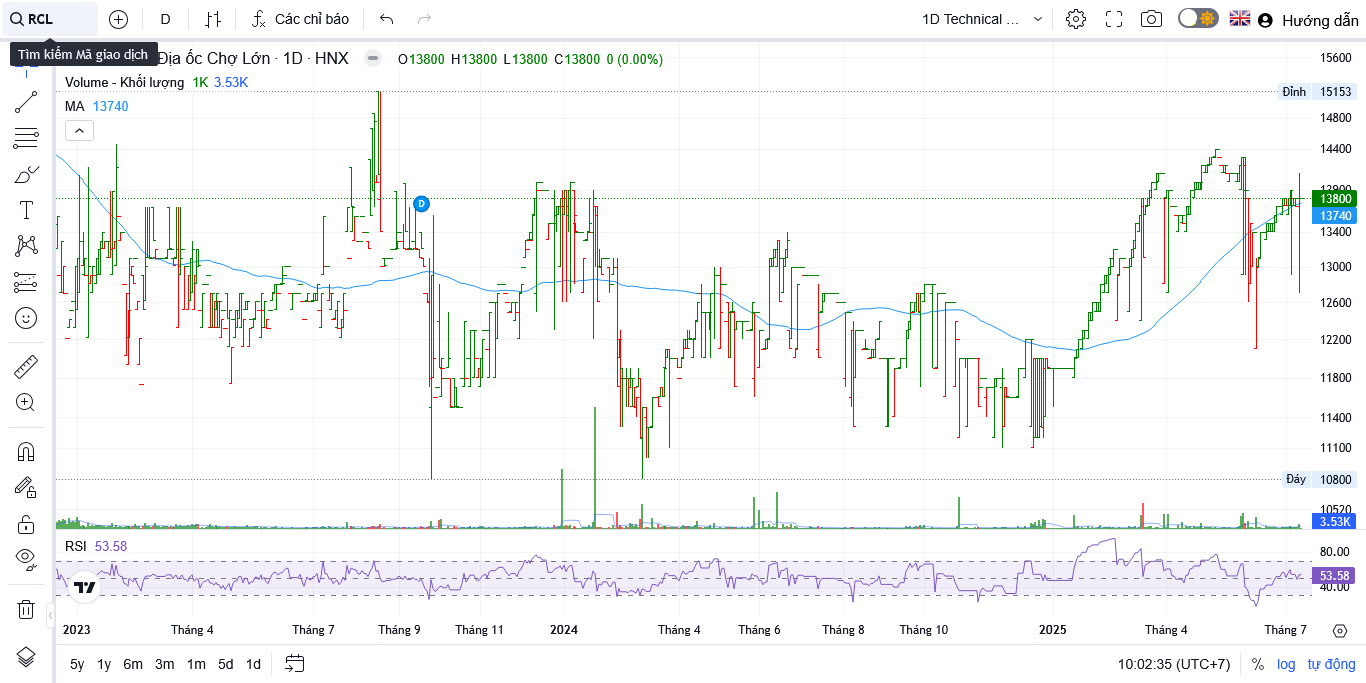 RCL
D
Các chỉ báo
1D Technical ...
Hướng dẫn
Tìm kiếm Mã giao dịch
Địa ốc Chợ Lớn · 1D · HNX
O13800 H13800 L13800 C13800 0 (0.00%)
Volume - Khối lượng 1K 3.53K
MA 13740
D
15600
Đỉnh 15153
14800
14400
13900
13800
13740
13400
13000
12600
12200
11800
11400
11100
Đáy 10800
10520
3.53K
RSI 53.58
80.00
53.58
40.00
2023 Tháng 4 Tháng 7 Tháng 9 Tháng 11 2024 Tháng 4 Tháng 6 Tháng 8 Tháng 10 2025 Tháng 4 Tháng 7
5y 1y 6m 3m 1m 5d 1d
10:02:35 (UTC+7) % log tự động